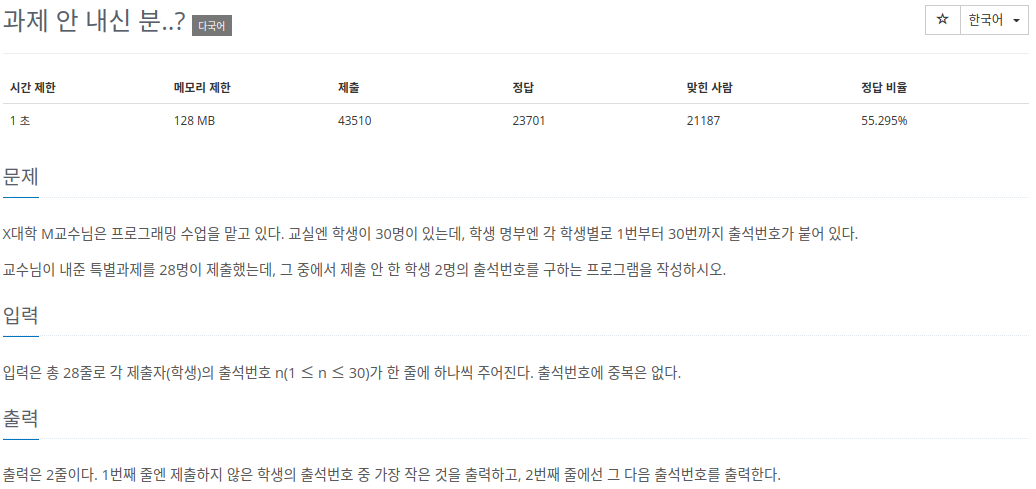 과제 안 내신 분..? 다국어
☆ 한국어
시간 제한 메모리 제한 제출 정답 맞힌 사람 정답 비율
1 초 128 MB 43510 23701 21187 55.295%
문제
X대학 M교수님은 프로그래밍 수업을 맡고 있다. 교실엔 학생이 30명이 있는데, 학생 명부엔 각 학생별로 1번부터 30번까지 출석번호가 붙어 있다.
교수님이 내준 특별과제를 28명이 제출했는데, 그 중에서 제출 안 한 학생 2명의 출석번호를 구하는 프로그램을 작성하시오.
입력
입력은 총 28줄로 각 제출자(학생)의 출석번호 n(1 ≤ n ≤ 30)가 한 줄에 하나씩 주어진다. 출석번호에 중복은 없다.
출력
출력은 2줄이다. 1번째 줄엔 제출하지 않은 학생의 출석번호 중 가장 작은 것을 출력하고, 2번째 줄에선 그 다음 출석번호를 출력한다.